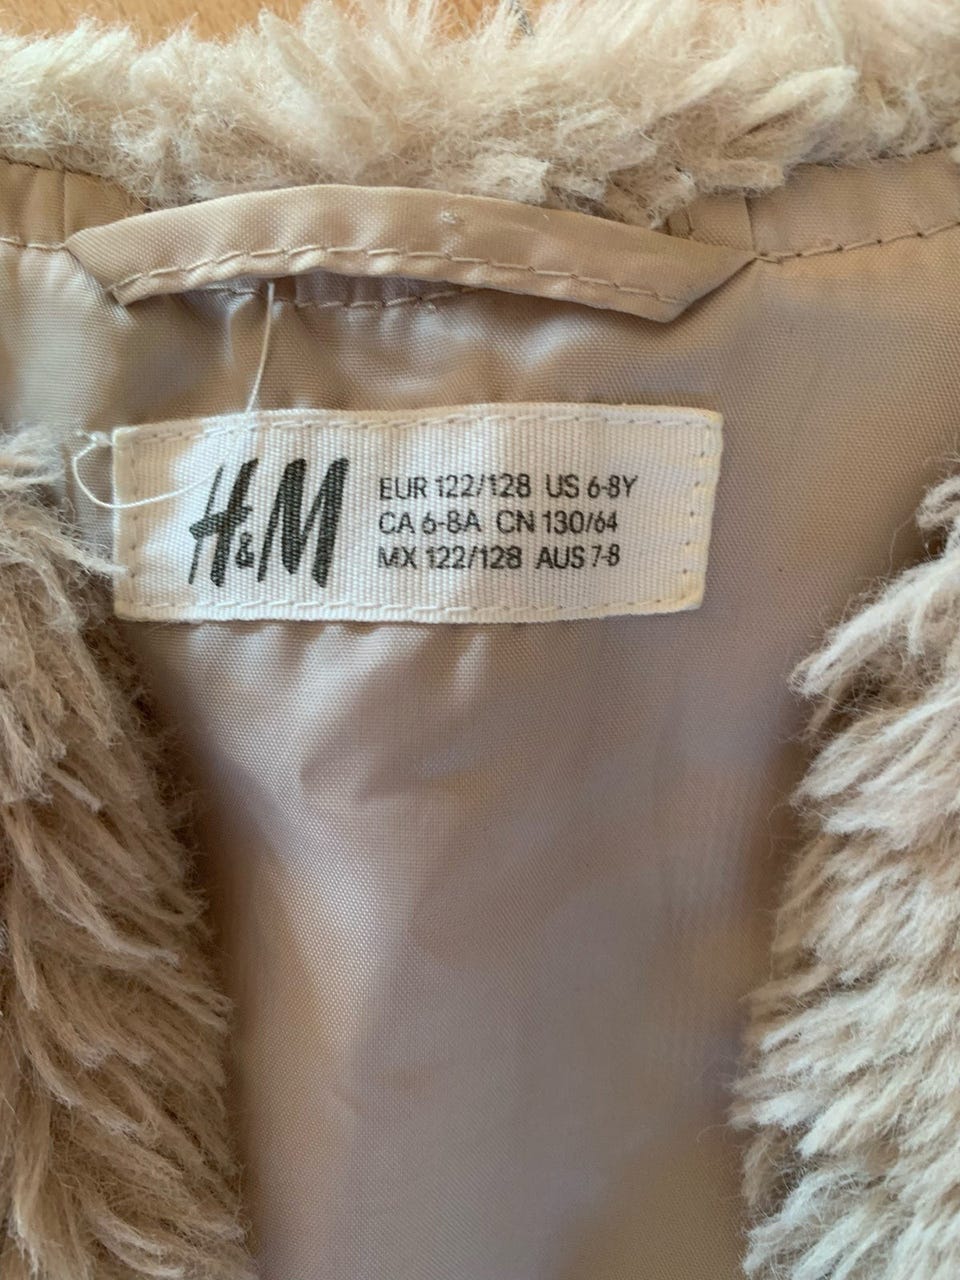 H&M
EUR 122/128 US 6-8Y
CA 6-8A CN 130/64
MX 122/128 AUS 7-8